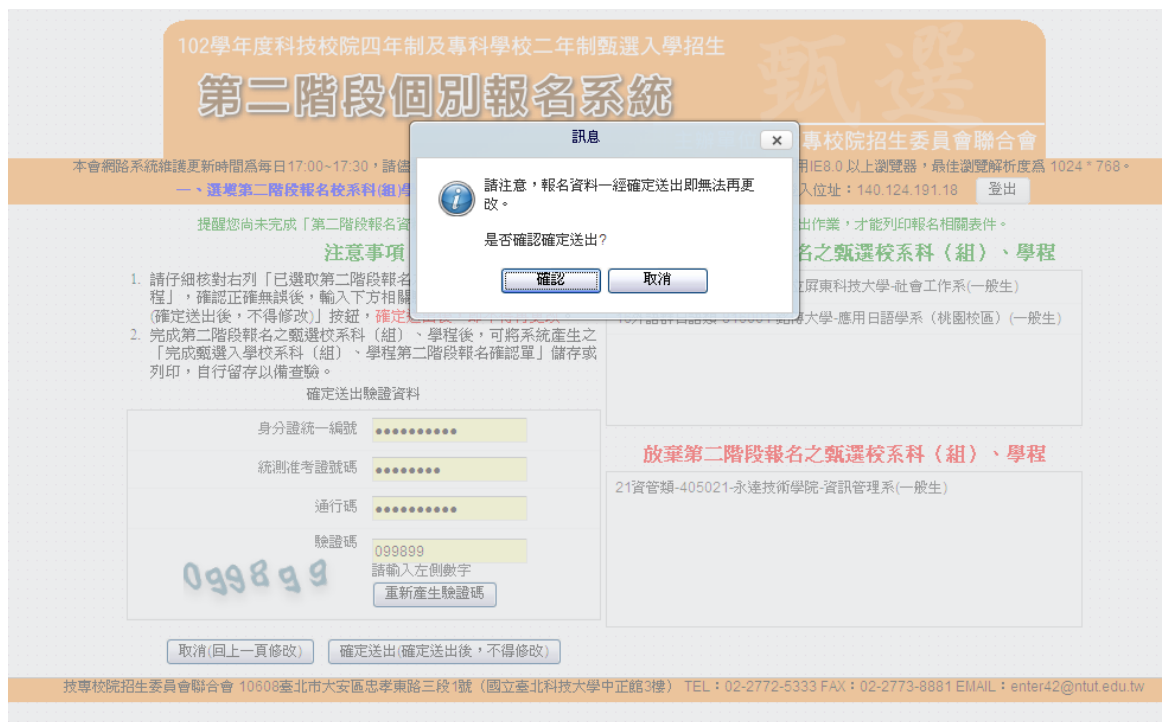 102學年度科技校院四年制及專科學校二年制甄選入學招生
甄選
第二階段個別報名系統
專校院招生委員會聯合會
本會網路系統維護更新時間為每日17:00~17:30，請儘
用IE8.0 以上瀏覽器，最佳瀏覽解析度為 1024 * 768。
一、選填第二階段報名校系科(組)
入位址：140.124.191.18
登出
提醒您尚未完成「第二階段報名資
出作業，才能列印報名相關表件。
訊息
請注意，報名資料一經確定送出即無法再更
改。
是否確認確定送出?
確認
取消
注意事項
1. 請仔細核對右列「已選取第二階段報名
程」，確認正確無誤後，輸入下方相關
(確定送出後，不得修改)」按鈕，確定
2. 完成第二階段報名之甄選校系科（組）、學程後，可將系統產生之
「完成甄選入學校系科（組）、學程第二階段報名確認單」儲存或
列印，自行留存以備查驗。
確定送出驗證資料
身分證統一編號
統測准考證號碼
通行碼
驗證碼
099899
099899
請輸入左側數字
重新產生驗證碼
取消(回上一頁修改)
確定送出(確定送出後，不得修改)
名之甄選校系科（組）、學程
屏東科技大學-社會工作系(一般生)
大學-應用日語學系（桃園校區）(一般生)
放棄第二階段報名之甄選校系科（組）、學程
21資管類-405021-永達技術學院-資訊管理系(一般生)
技專校院招生委員會聯合會 10608臺北市大安區忠孝東路三段1號（國立臺北科技大學中正館3樓） TEL：02-2772-5333 FAX：02-2773-8881 EMAIL：enter42@ntut.edu.tw